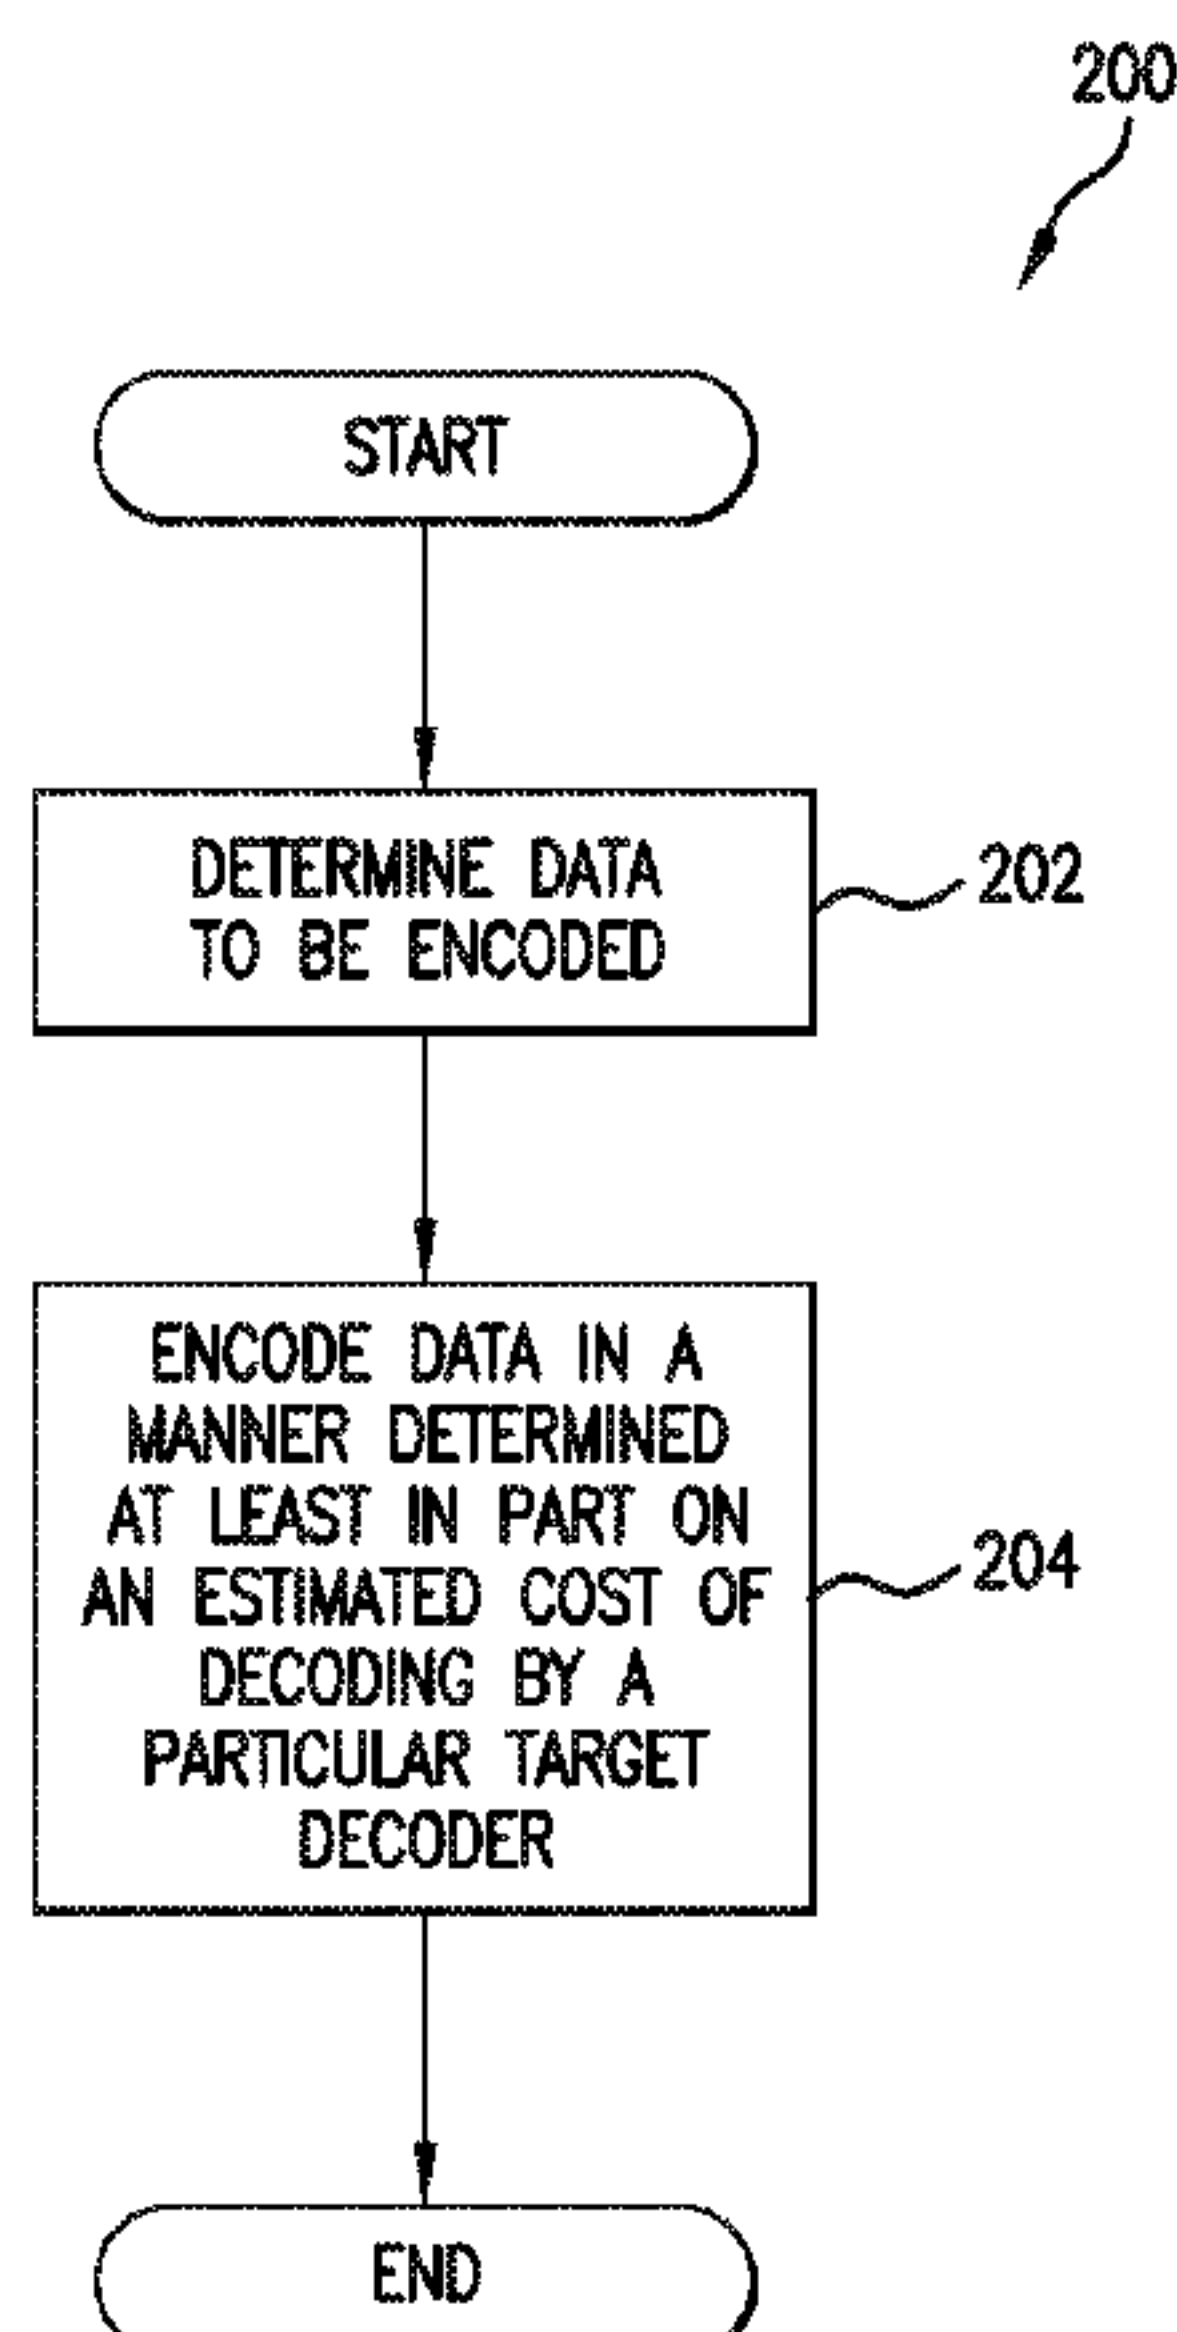 200
START
DETERMINE DATA
TO BE ENCODED
202
ENCODE DATA IN A
MANNER DETERMINED
AT LEAST IN PART ON
AN ESTIMATED COST OF
DECODING BY A
PARTICULAR TARGET
DECODER
204
END